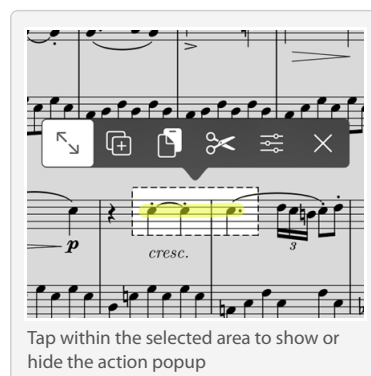 p
cresc.
3
Tap within the selected area to show or
hide the action popup